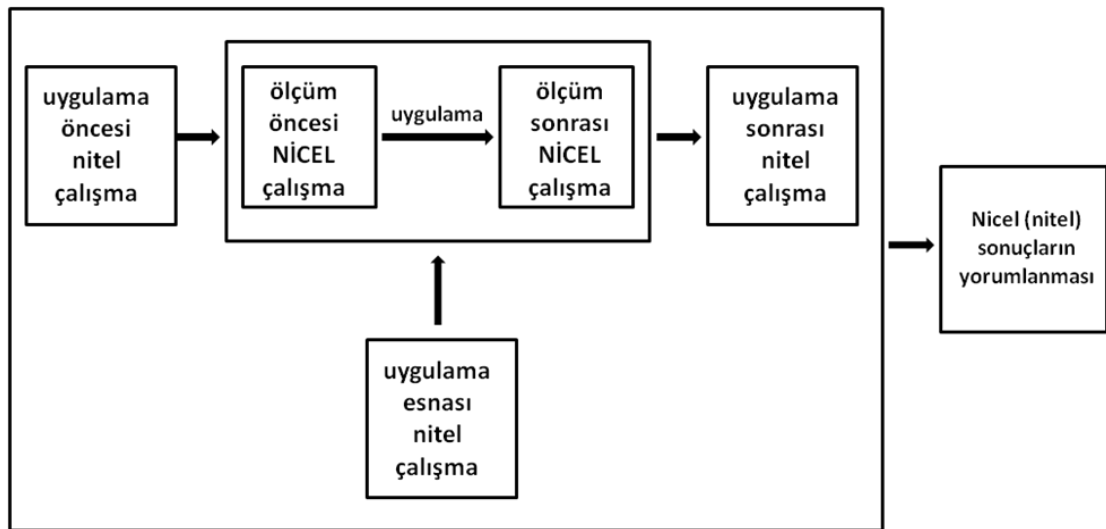 uygulama
öncesi
nitel
çalışma
ölçüm
öncesi
NİCEL
çalışma
uygulama
ölçüm
sonrası
NİCEL
çalışma
uygulama
sonrası
nitel
çalışma
uygulama
esnası
nitel
çalışma
Nicel (nitel)
sonuçların
yorumlanması